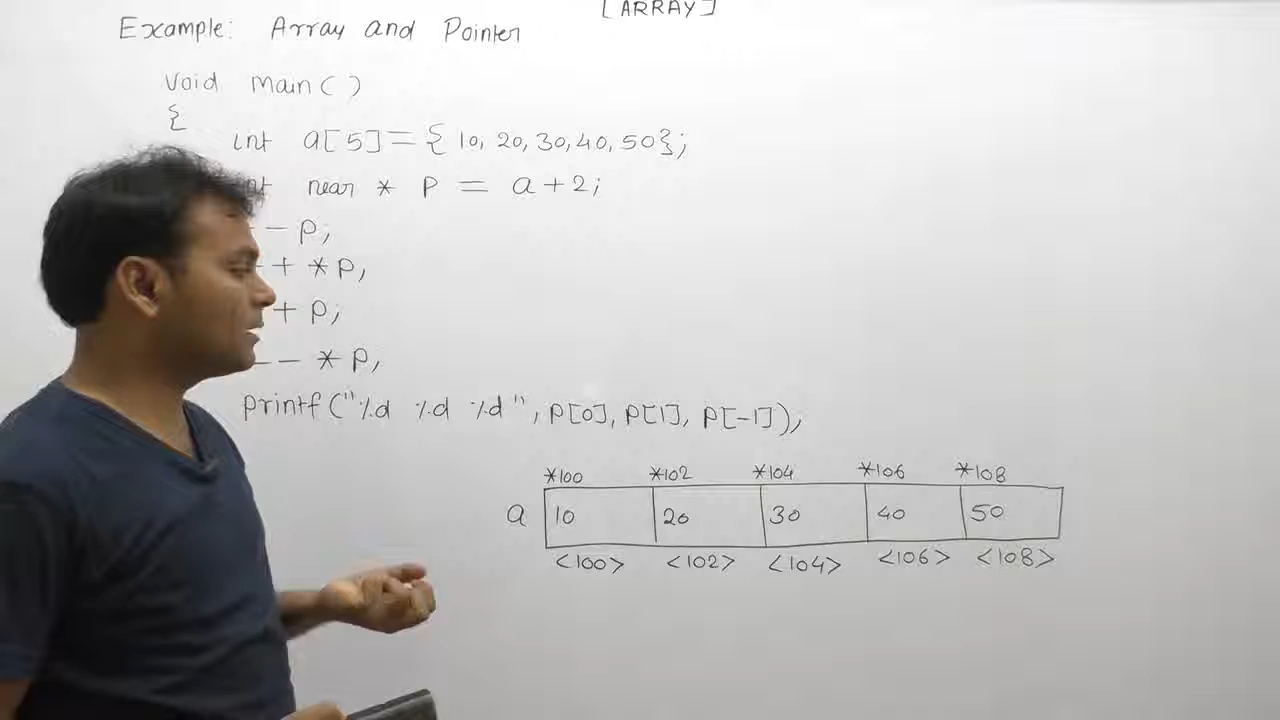 [ARRAY]
Example: Array and Pointer
void main()
{
int a[5]={10, 20, 30, 40, 50};
near * P = a+2;
-P;
+ *P,
+ P;
-- *P,
printf("%d %d %d", P[0], P[1], P[-1]);
*100 *102 *104 *106 *108
a 10 20 30 40 50
<100> <102> <104> <106> <108>